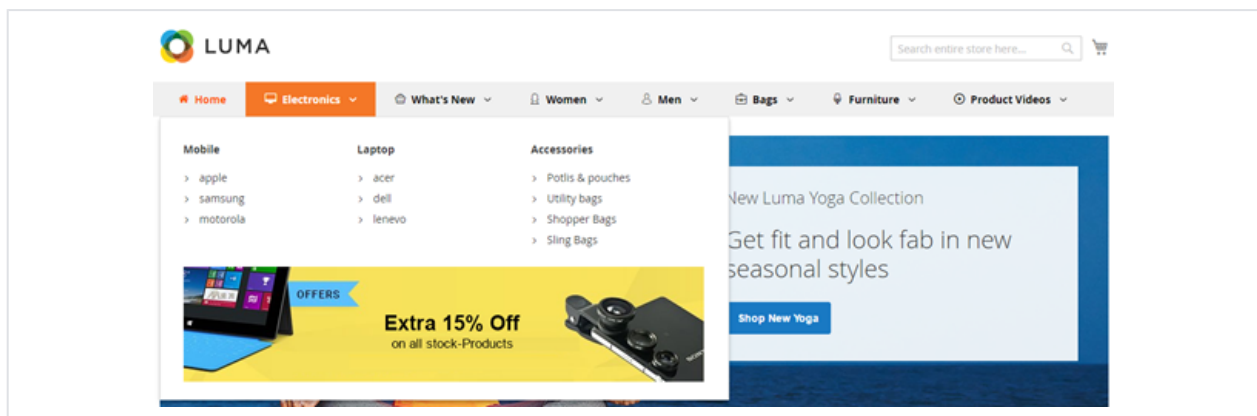 LUMA
Search entire store here...
Home Electronics What's New Women Men Bags Furniture Product Videos
Mobile Laptop Accessories
apple acer Potlis & pouches
samsung dell Utility bags
motorola lenevo Shopper Bags
Sling Bags
OFFERS
Extra 15% Off
on all stock-Products
SONY
New Luma Yoga Collection
Get fit and look fab in new
seasonal styles
Shop New Yoga